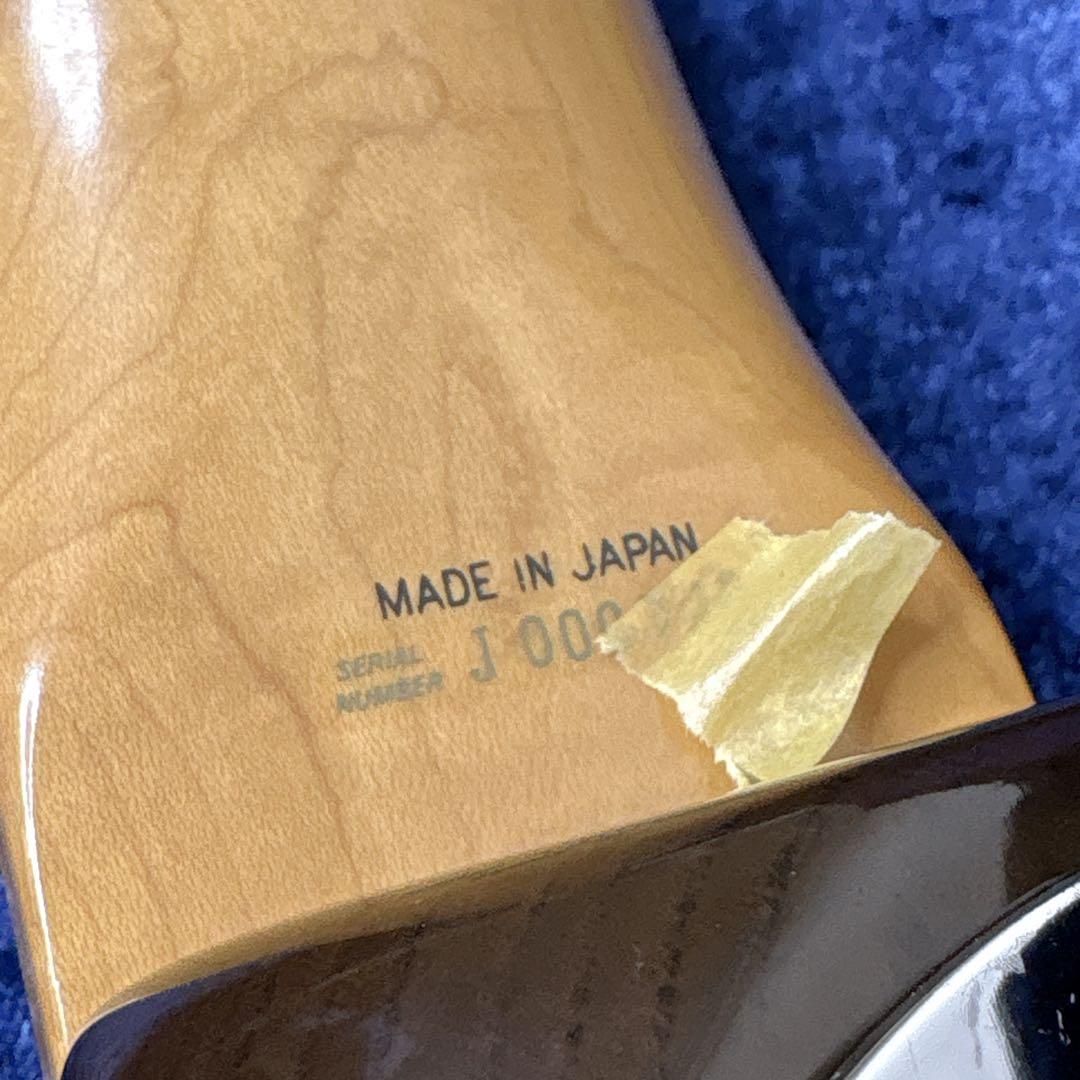 MADE IN JAPAN
SERIAL J 000
NUMBER